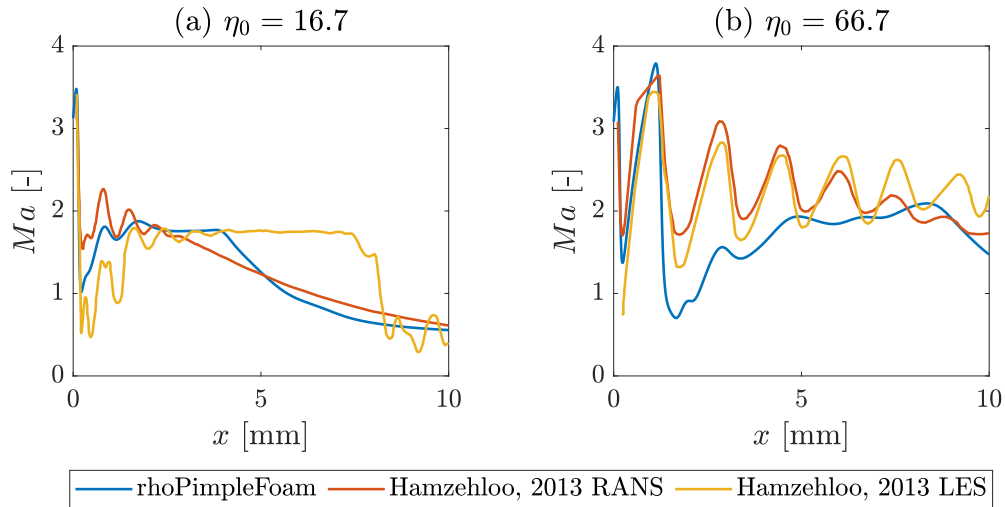 (a) η₀ = 16.7
(b) η₀ = 66.7
4
3
2
1
0
Ma [-]
0
5
10
x [mm]
4
3
2
1
0
Ma [-]
0
5
10
x [mm]
rhoPimpleFoam Hamzehloo, 2013 RANS Hamzehloo, 2013 LES